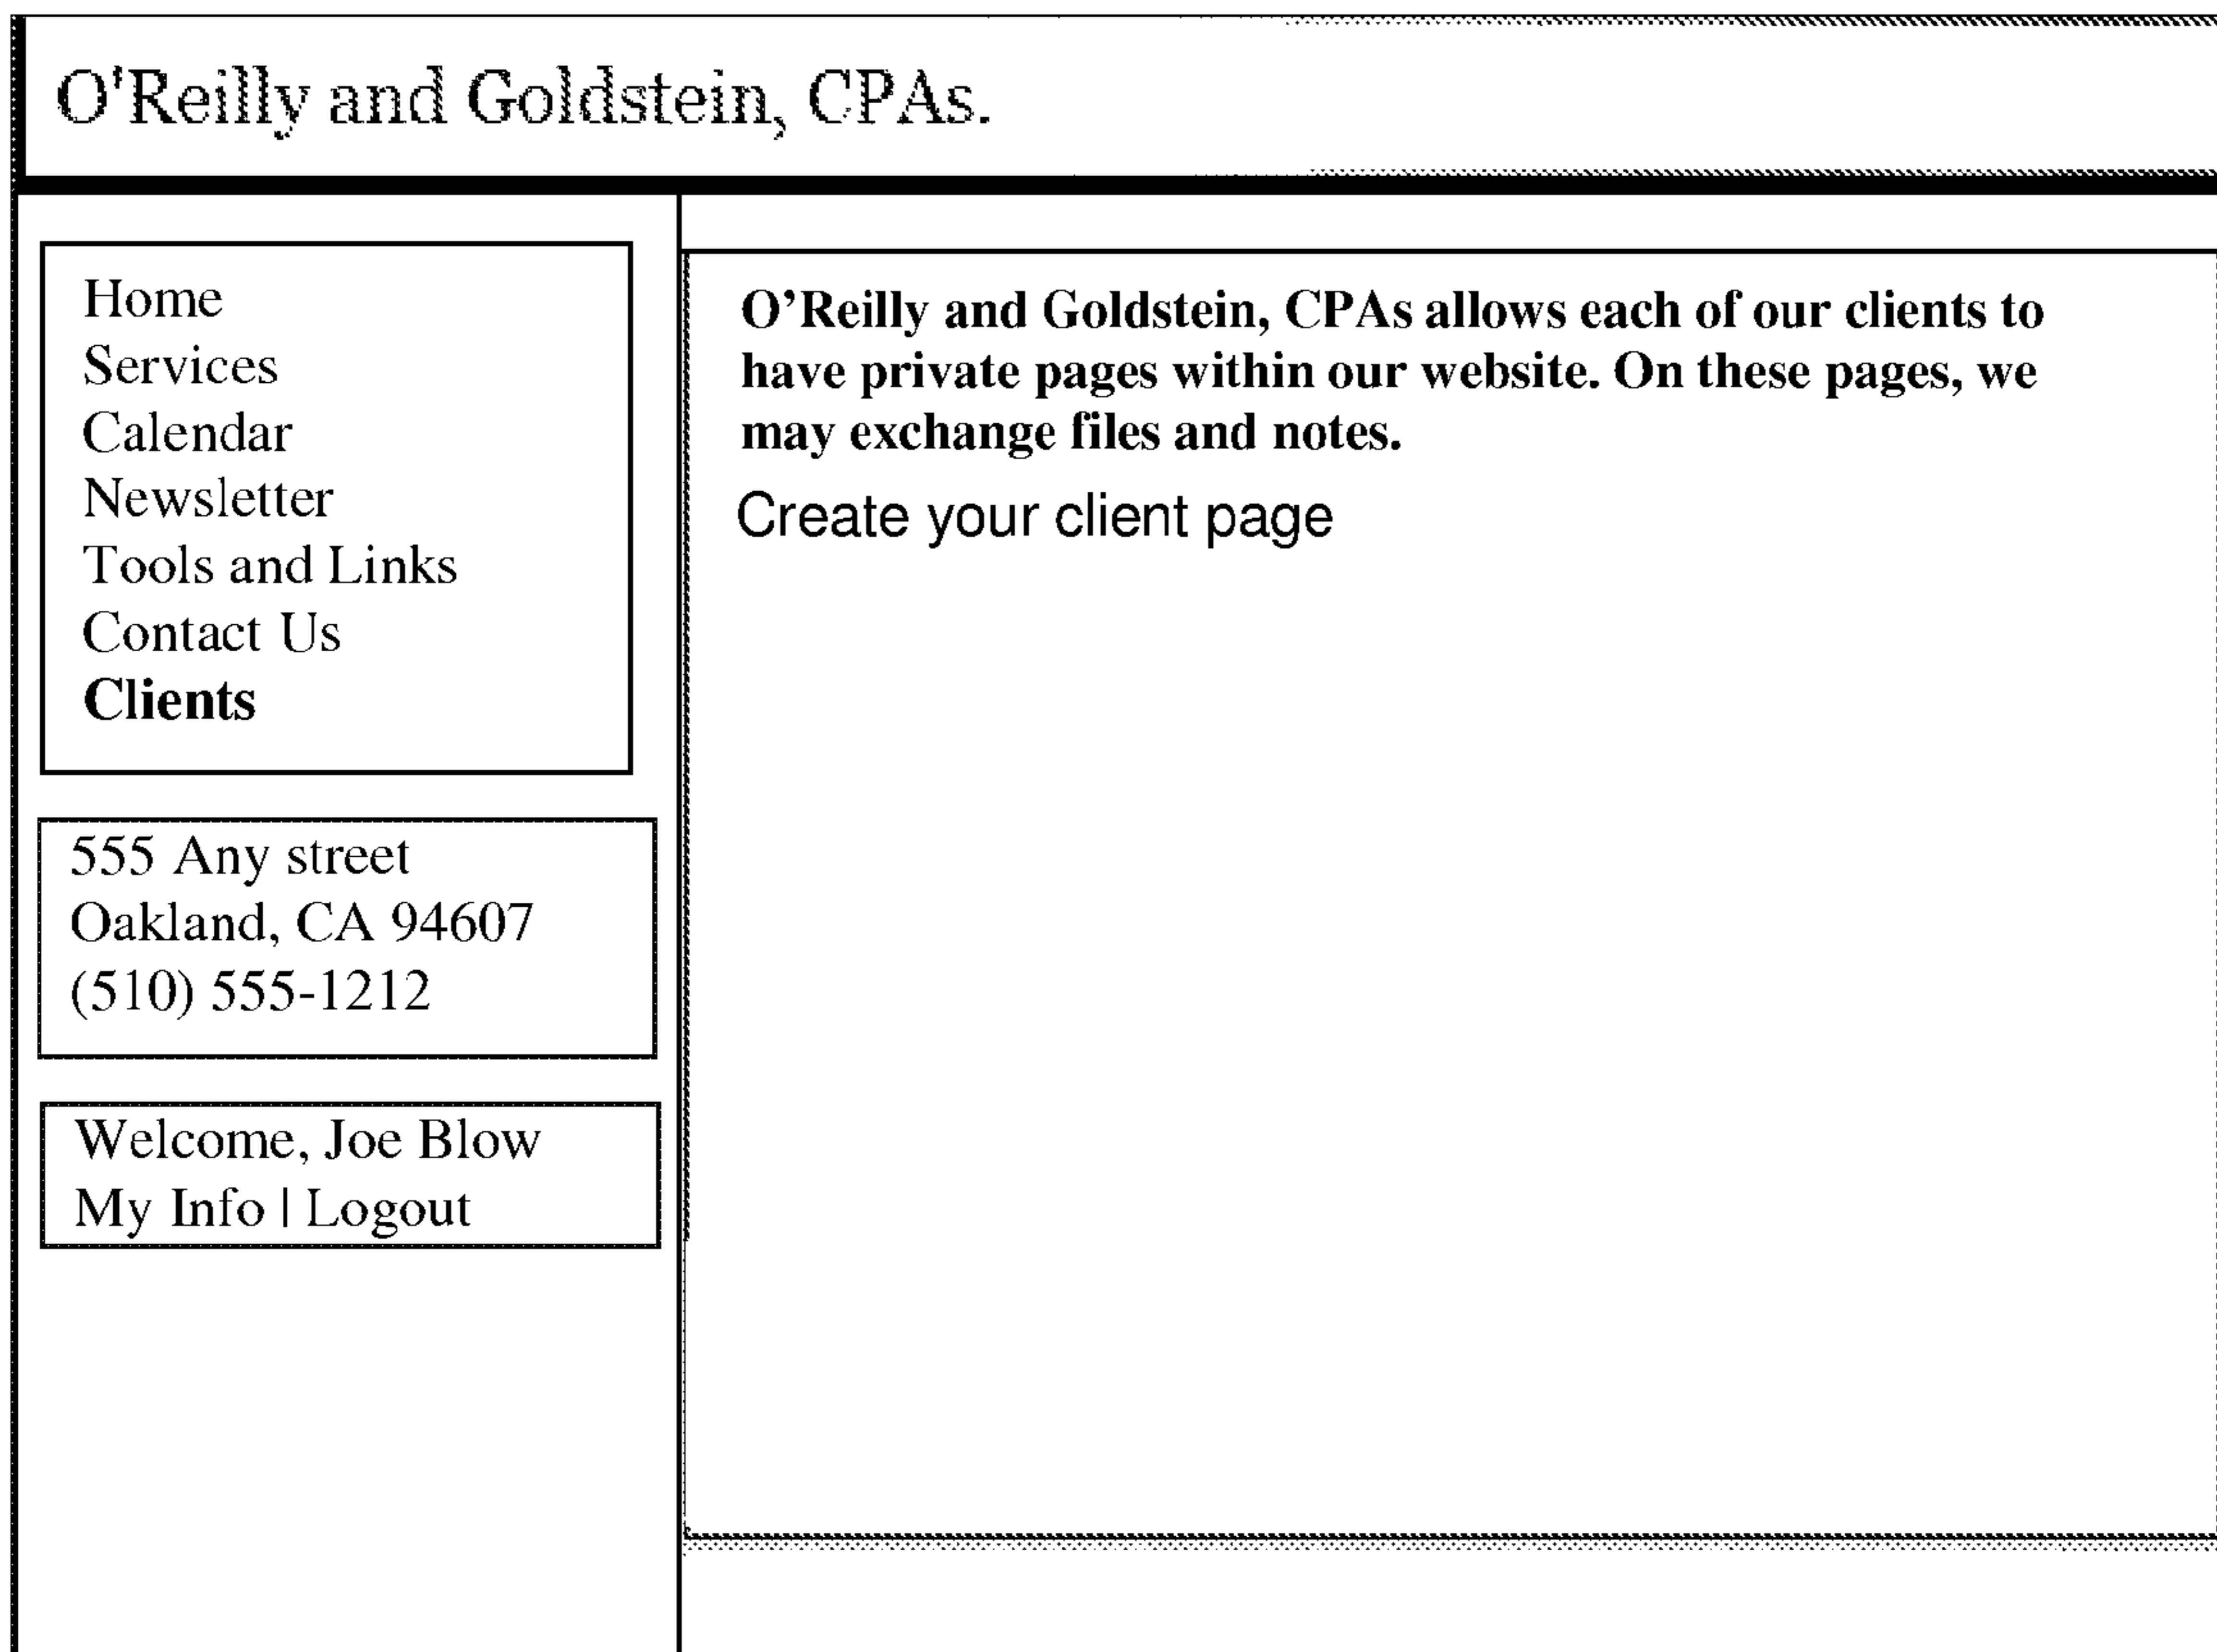 O'Reilly and Goldstein, CPAs.
Home
Services
Calendar
Newsletter
Tools and Links
Contact Us
Clients
555 Any street
Oakland, CA 94607
(510) 555-1212
Welcome, Joe Blow
My Info | Logout
O’Reilly and Goldstein, CPAs allows each of our clients to
have private pages within our website. On these pages, we
may exchange files and notes.
Create your client page